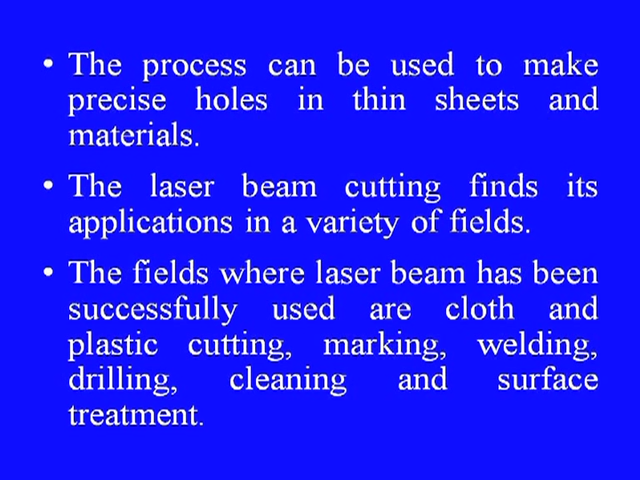 • The process can be used to make
precise holes in thin sheets and
materials.
• The laser beam cutting finds its
applications in a variety of fields.
• The fields where laser beam has been
successfully used are cloth and
plastic cutting, marking, welding,
drilling, cleaning and surface
treatment.